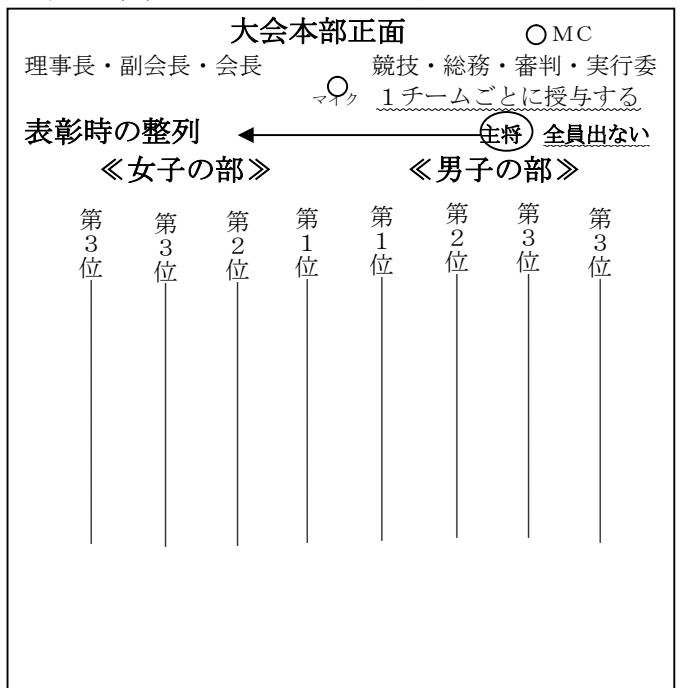 大会本部正面
○MC
理事長・副会長・会長
競技・総務・審判・実行委
マイク
１チームごとに授与する
表彰時の整列
主将
全員出ない
≪女子の部≫
≪男子の部≫
第３位
第３位
第２位
第１位
第１位
第２位
第３位
第３位